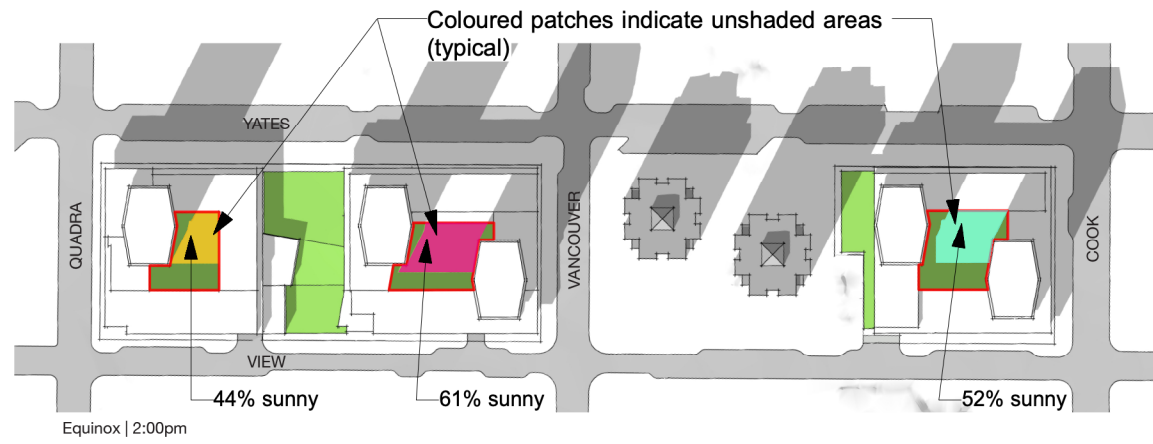 Coloured patches indicate unshaded areas
(typical)
YATES
QUADRA
VANCOUVER
COOK
VIEW
44% sunny
61% sunny
52% sunny
Equinox | 2:00pm